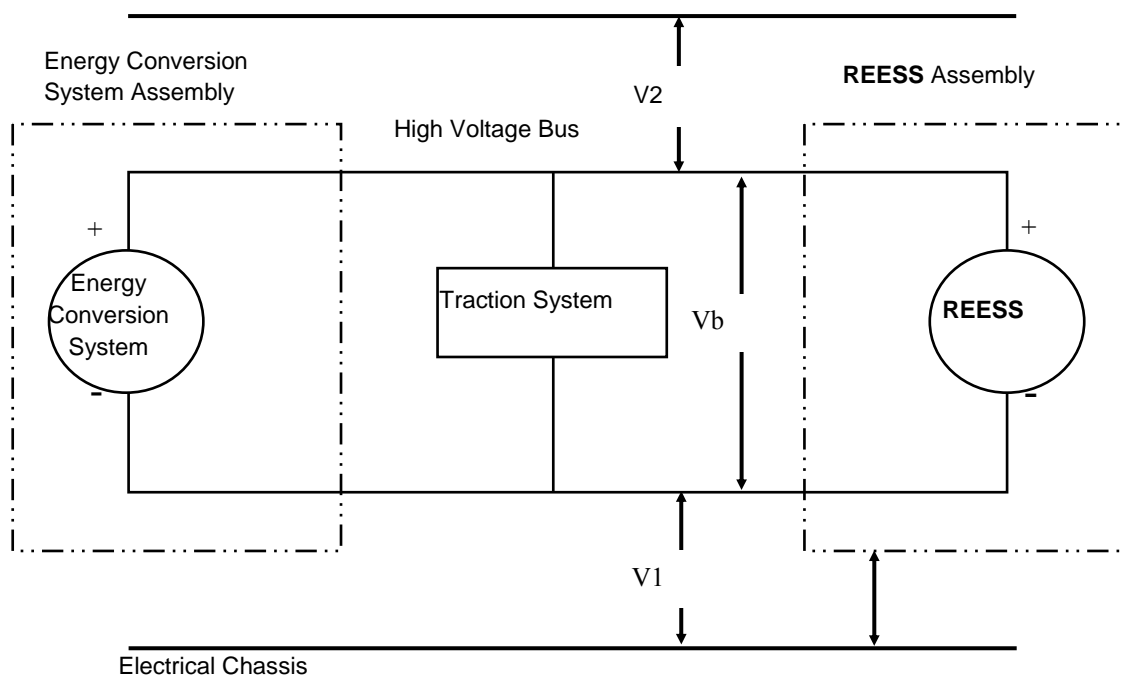 Energy Conversion
System Assembly
REESS Assembly
V2
High Voltage Bus
+
+
Energy
Conversion
System
Traction System
Vb
REESS
-
-
V1
Electrical Chassis